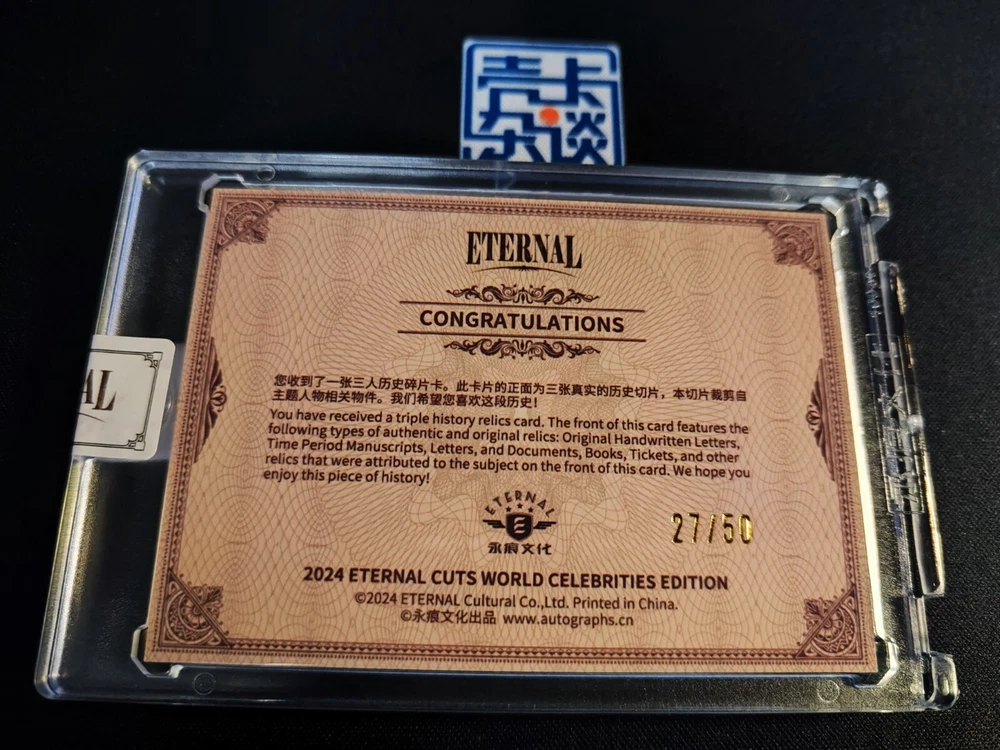 壳卡
杂谈
ETERNAL
CONGRATULATIONS
您收到了一张三人历史碎片卡。此卡片的正面为三张真实的历史切片，本切片裁剪自
主题人物相关物件。我们希望您喜欢这段历史！
You have received a triple history relics card. The front of this card features the
following types of authentic and original relics: Original Handwritten Letters,
Time Period Manuscripts, Letters, and Documents, Books, Tickets, and other
relics that were attributed to the subject on the front of this card. We hope you
enjoy this piece of history!
AL
ETERNAL
永痕文化
27/50
2024 ETERNAL CUTS WORLD CELEBRITIES EDITION
©2024 ETERNAL Cultural Co.,Ltd. Printed in China.
©永痕文化出品 www.autographs.cn